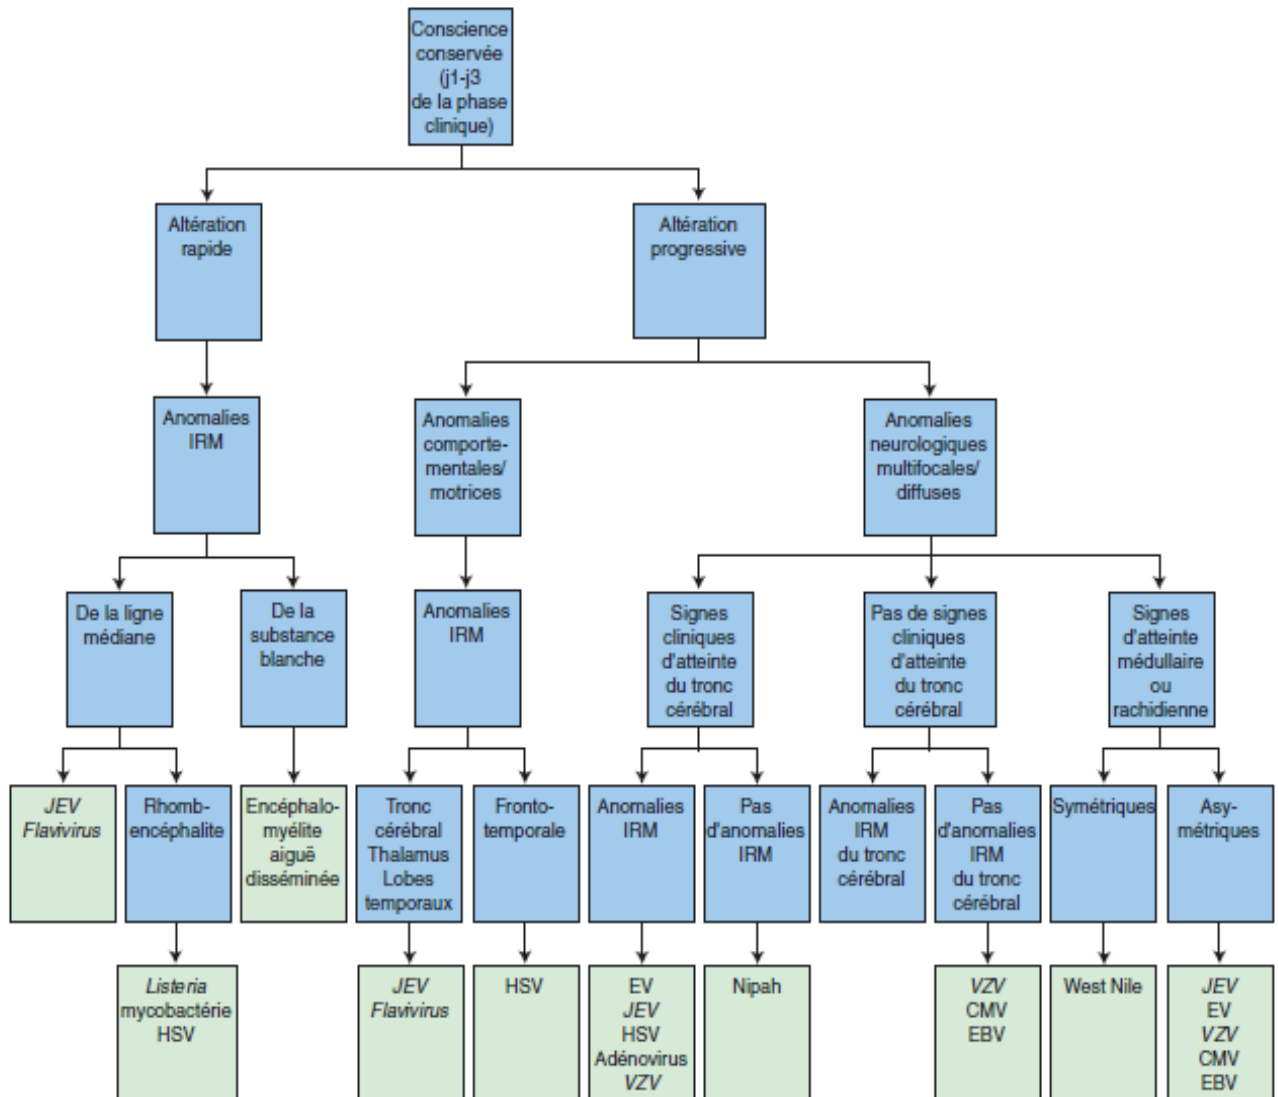 Conscience
conservée
(j1-j3
de la phase
clinique)
Altération
rapide
Altération
progressive
Anomalies
IRM
Anomalies
comporte-
mentales/
motrices
Anomalies
neurologiques
multifocales/
diffuses
De la ligne
médiane
De la
substance
blanche
Anomalies
IRM
Signes
cliniques
d'atteinte
du tronc
cérébral
Pas de signes
cliniques
d'atteinte
du tronc
cérébral
Signes
d'atteinte
médullaire
ou
rachidienne
JEV
Flavivirus
Rhomb-
encéphalite
Encéphalo-
myélite
aiguë
disséminée
Tronc
cérébral
Thalamus
Lobes
temporaux
Fronto-
temporale
Anomalies
IRM
Pas
d'anomalies
IRM
Anomalies
IRM
du tronc
cérébral
Pas
d'anomalies
IRM
du tronc
cérébral
Symétriques
Asy-
métriques
Listeria
mycobactérie
HSV
JEV
Flavivirus
HSV
EV
JEV
HSV
Adénovirus
VZV
Nipah
VZV
CMV
EBV
West Nile
JEV
EV
VZV
CMV
EBV